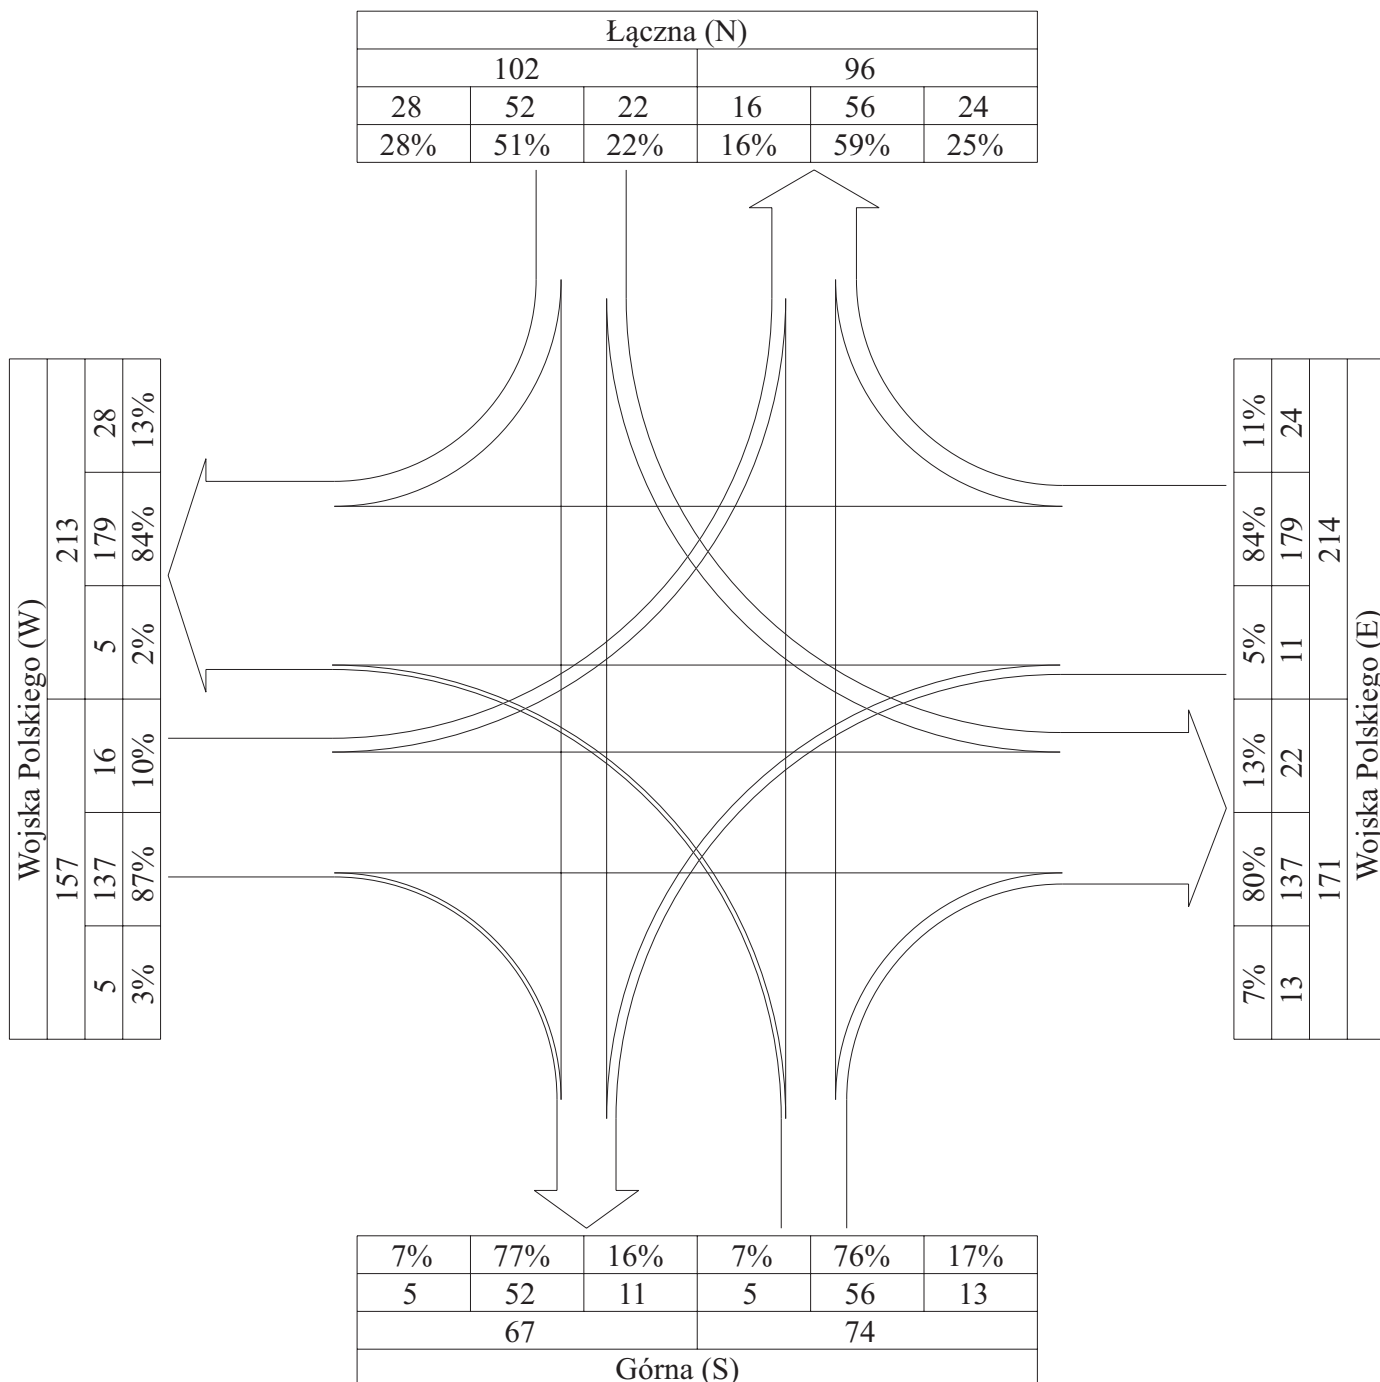 Łączna (N)
102 96
28 52 22 16 56 24
28% 51% 22% 16% 59% 25%
Wojska Polskiego (W)
213 157
28 179 5 16 137 5
13% 84% 2% 10% 87% 3%
11% 84% 5% 13% 80% 7%
24 179 11 22 137 13
214 171
Wojska Polskiego (E)
7% 77% 16% 7% 76% 17%
5 52 11 5 56 13
67 74
Górna (S)